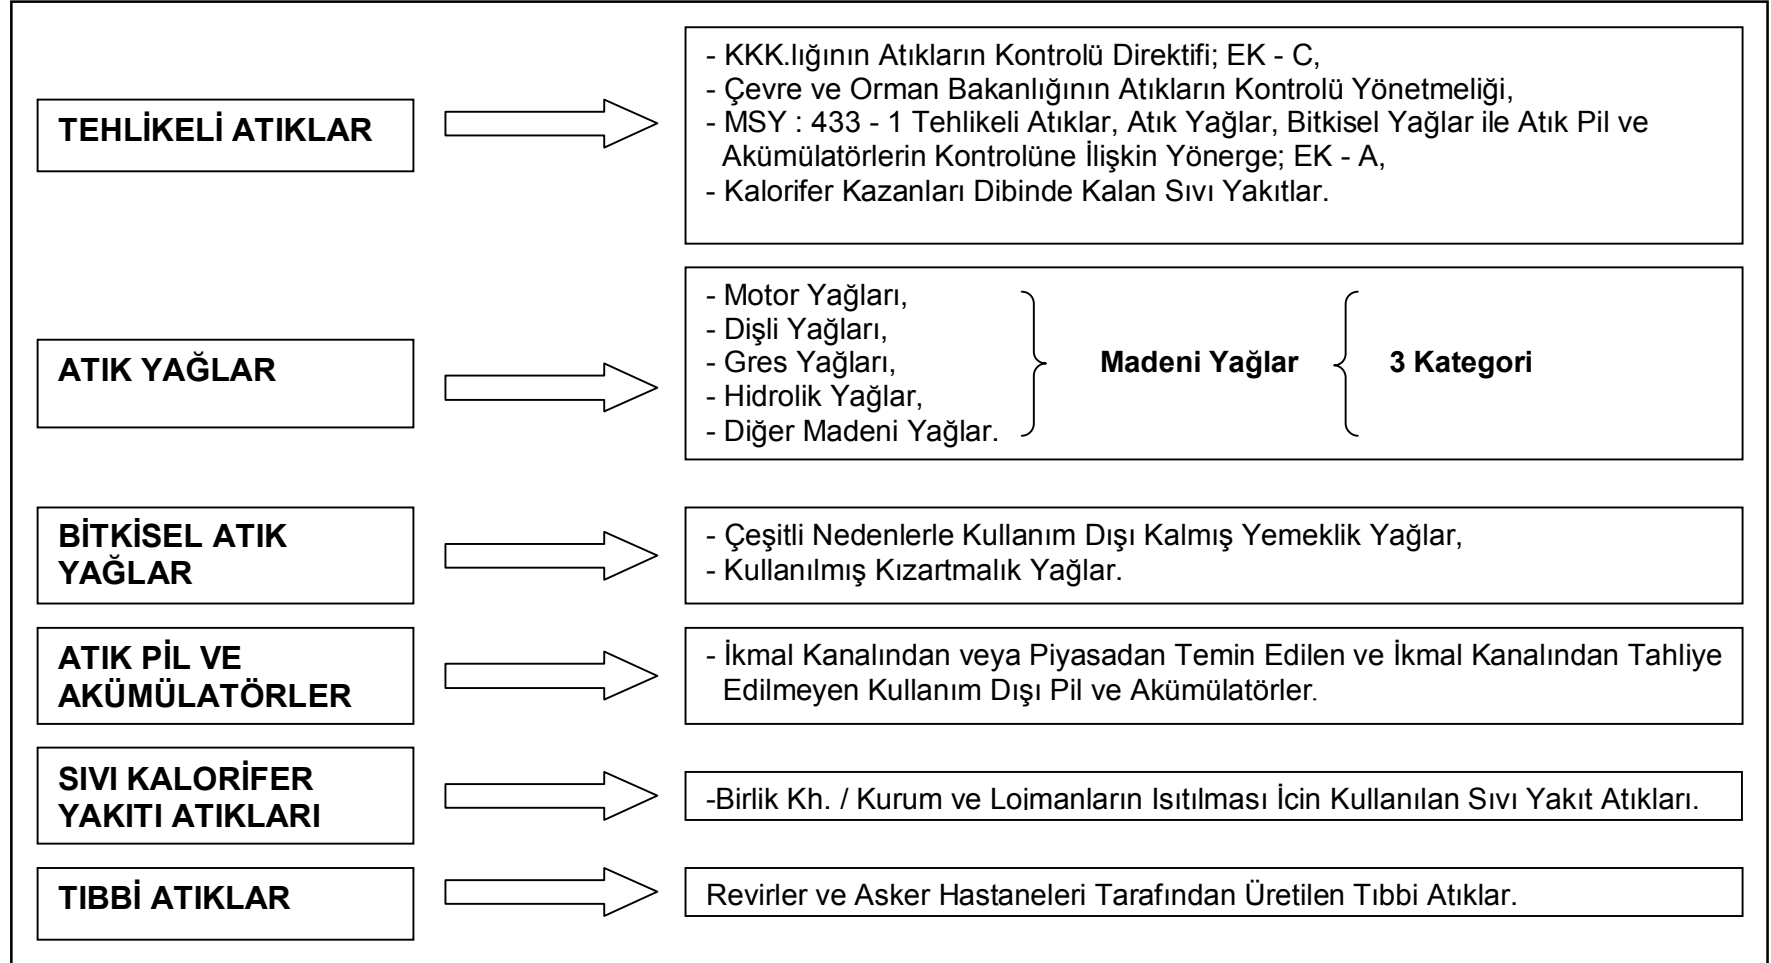 TEHLİKELİ ATIKLAR
- KKK.lığının Atıkların Kontrolü Direktifi; EK - C,
- Çevre ve Orman Bakanlığının Atıkların Kontrolü Yönetmeliği,
- MSY : 433 - 1 Tehlikeli Atıklar, Atık Yağlar, Bitkisel Yağlar ile Atık Pil ve
Akümülatörlerin Kontrolüne İlişkin Yönerge; EK - A,
- Kalorifer Kazanları Dibinde Kalan Sıvı Yakıtlar.
ATIK YAĞLAR
- Motor Yağları,
- Dişli Yağları,
- Gres Yağları,
- Hidrolik Yağlar,
- Diğer Madeni Yağlar.
Madeni Yağlar
3 Kategori
BİTKİSEL ATIK
YAĞLAR
- Çeşitli Nedenlerle Kullanım Dışı Kalmış Yemeklik Yağlar,
- Kullanılmış Kızartmalık Yağlar.
ATIK PİL VE
AKÜMÜLATÖRLER
- İkmal Kanalından veya Piyasadan Temin Edilen ve İkmal Kanalından Tahliye
Edilmeyen Kullanım Dışı Pil ve Akümülatörler.
SIVI KALORİFER
YAKITI ATIKLARI
-Birlik Kh. / Kurum ve Lojmanların Isıtılması İçin Kullanılan Sıvı Yakıt Atıkları.
TIBBİ ATIKLAR
Revirler ve Asker Hastaneleri Tarafından Üretilen Tıbbi Atıklar.